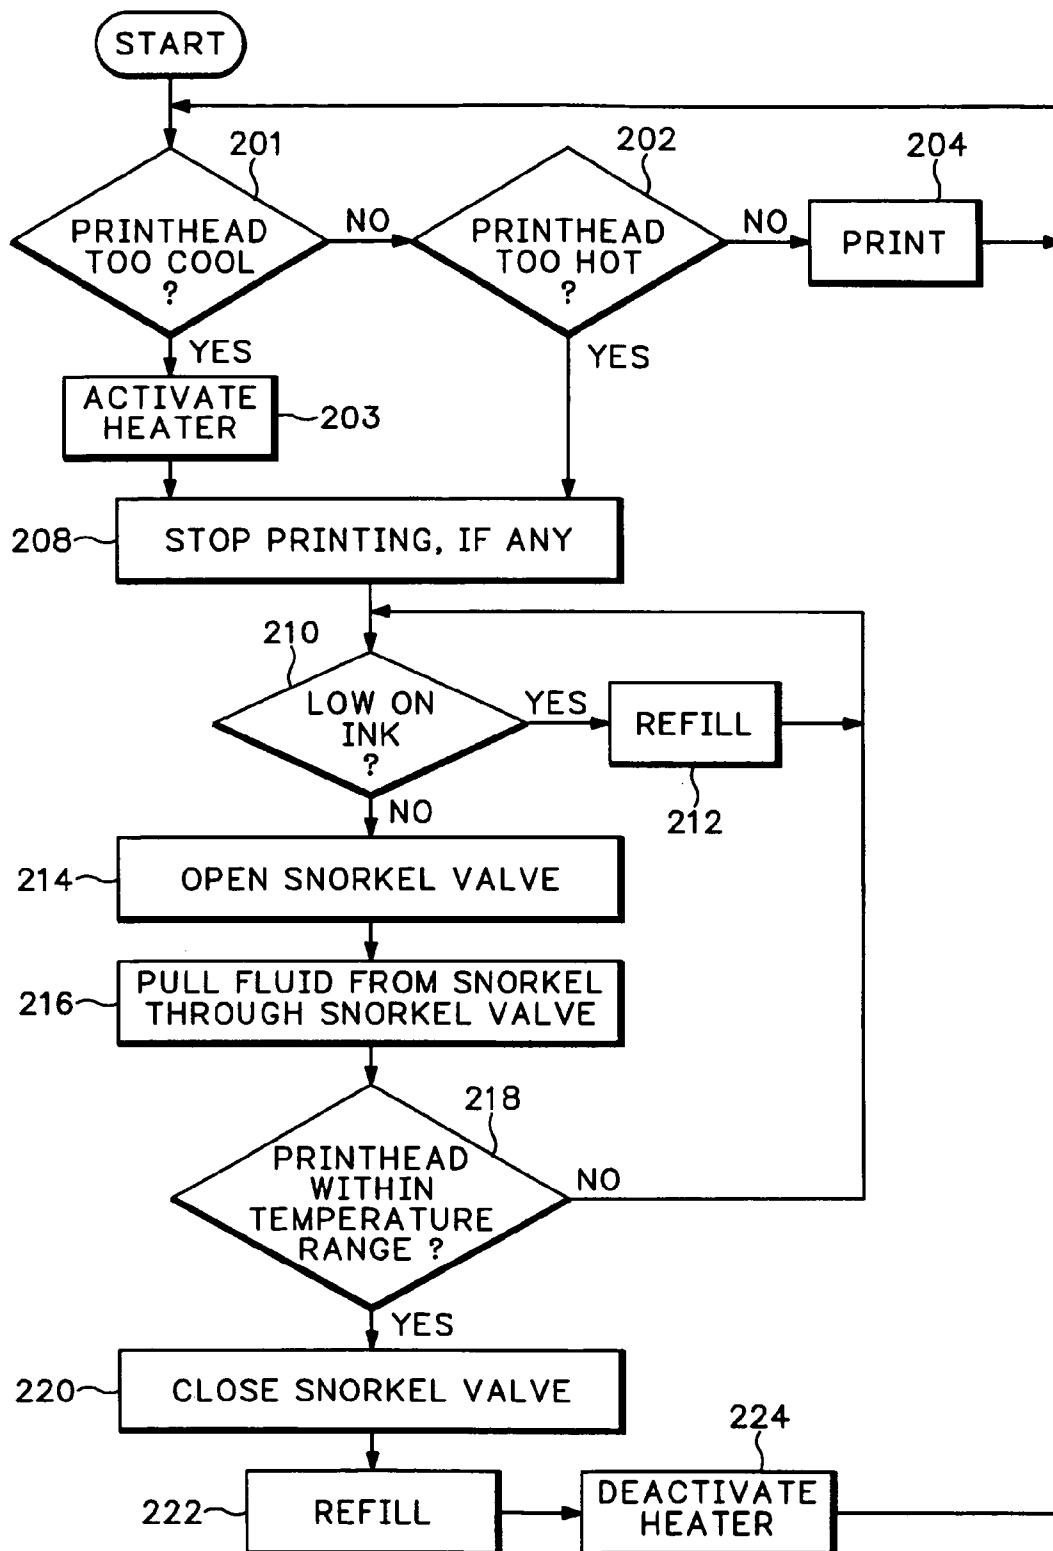 START
201
202
204
PRINTHEAD
TOO COOL
?
NO
PRINTHEAD
TOO HOT
?
NO
PRINT
YES
YES
ACTIVATE
HEATER
203
208
STOP PRINTING, IF ANY
210
LOW ON
INK
?
YES
REFILL
212
NO
214
OPEN SNORKEL VALVE
216
PULL FLUID FROM SNORKEL
THROUGH SNORKEL VALVE
218
PRINTHEAD
WITHIN
TEMPERATURE
RANGE ?
NO
YES
220
CLOSE SNORKEL VALVE
224
222
REFILL
DEACTIVATE
HEATER